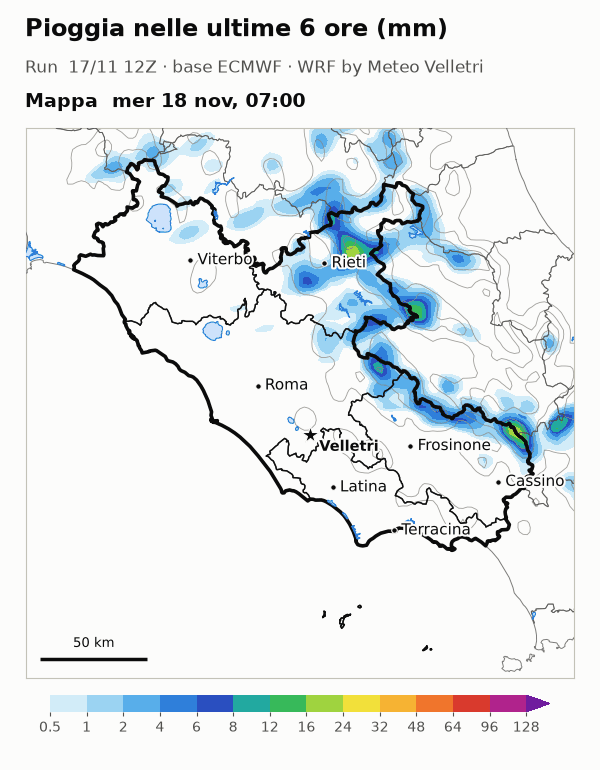 Pioggia nelle ultime 6 ore (mm)
Run  17/11 12Z · base ECMWF · WRF by Meteo Velletri
Mappa  mer 18 nov, 07:00
Viterbo
Rieti
Roma
Velletri
Frosinone
Latina
Cassino
Terracina
50 km
0.5 1 2 4 6 8 12 16 24 32 48 64 96 128